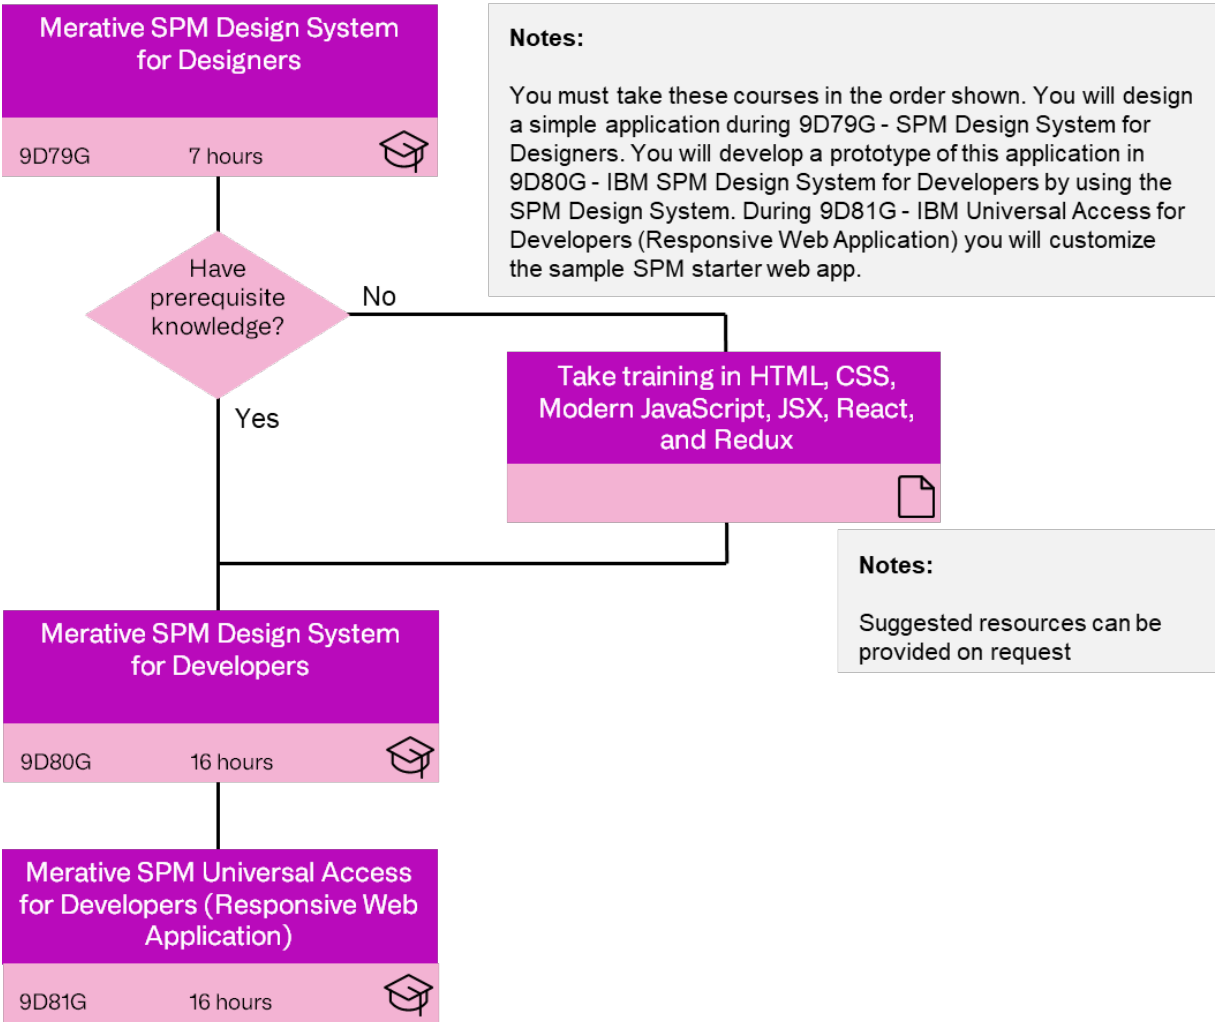 Merative SPM Design System
for Designers
9D79G 7 hours
Notes:
You must take these courses in the order shown. You will design
a simple application during 9D79G - SPM Design System for
Designers. You will develop a prototype of this application in
9D80G - IBM SPM Design System for Developers by using the
SPM Design System. During 9D81G - IBM Universal Access for
Developers (Responsive Web Application) you will customize
the sample SPM starter web app.
Have
prerequisite
knowledge?
No
Yes
Take training in HTML, CSS,
Modern JavaScript, JSX, React,
and Redux
Notes:
Suggested resources can be
provided on request
Merative SPM Design System
for Developers
9D80G 16 hours
Merative SPM Universal Access
for Developers (Responsive Web
Application)
9D81G 16 hours